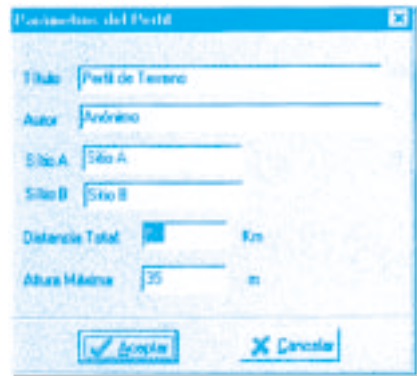 Parámetros del Perfil
Título Perfil de Terreno
Autor Anónimo
Sitio A Sitio A
Sitio B Sitio B
Distancia Total: Km
Altura Máxima: 35 m
Aceptar Cancelar